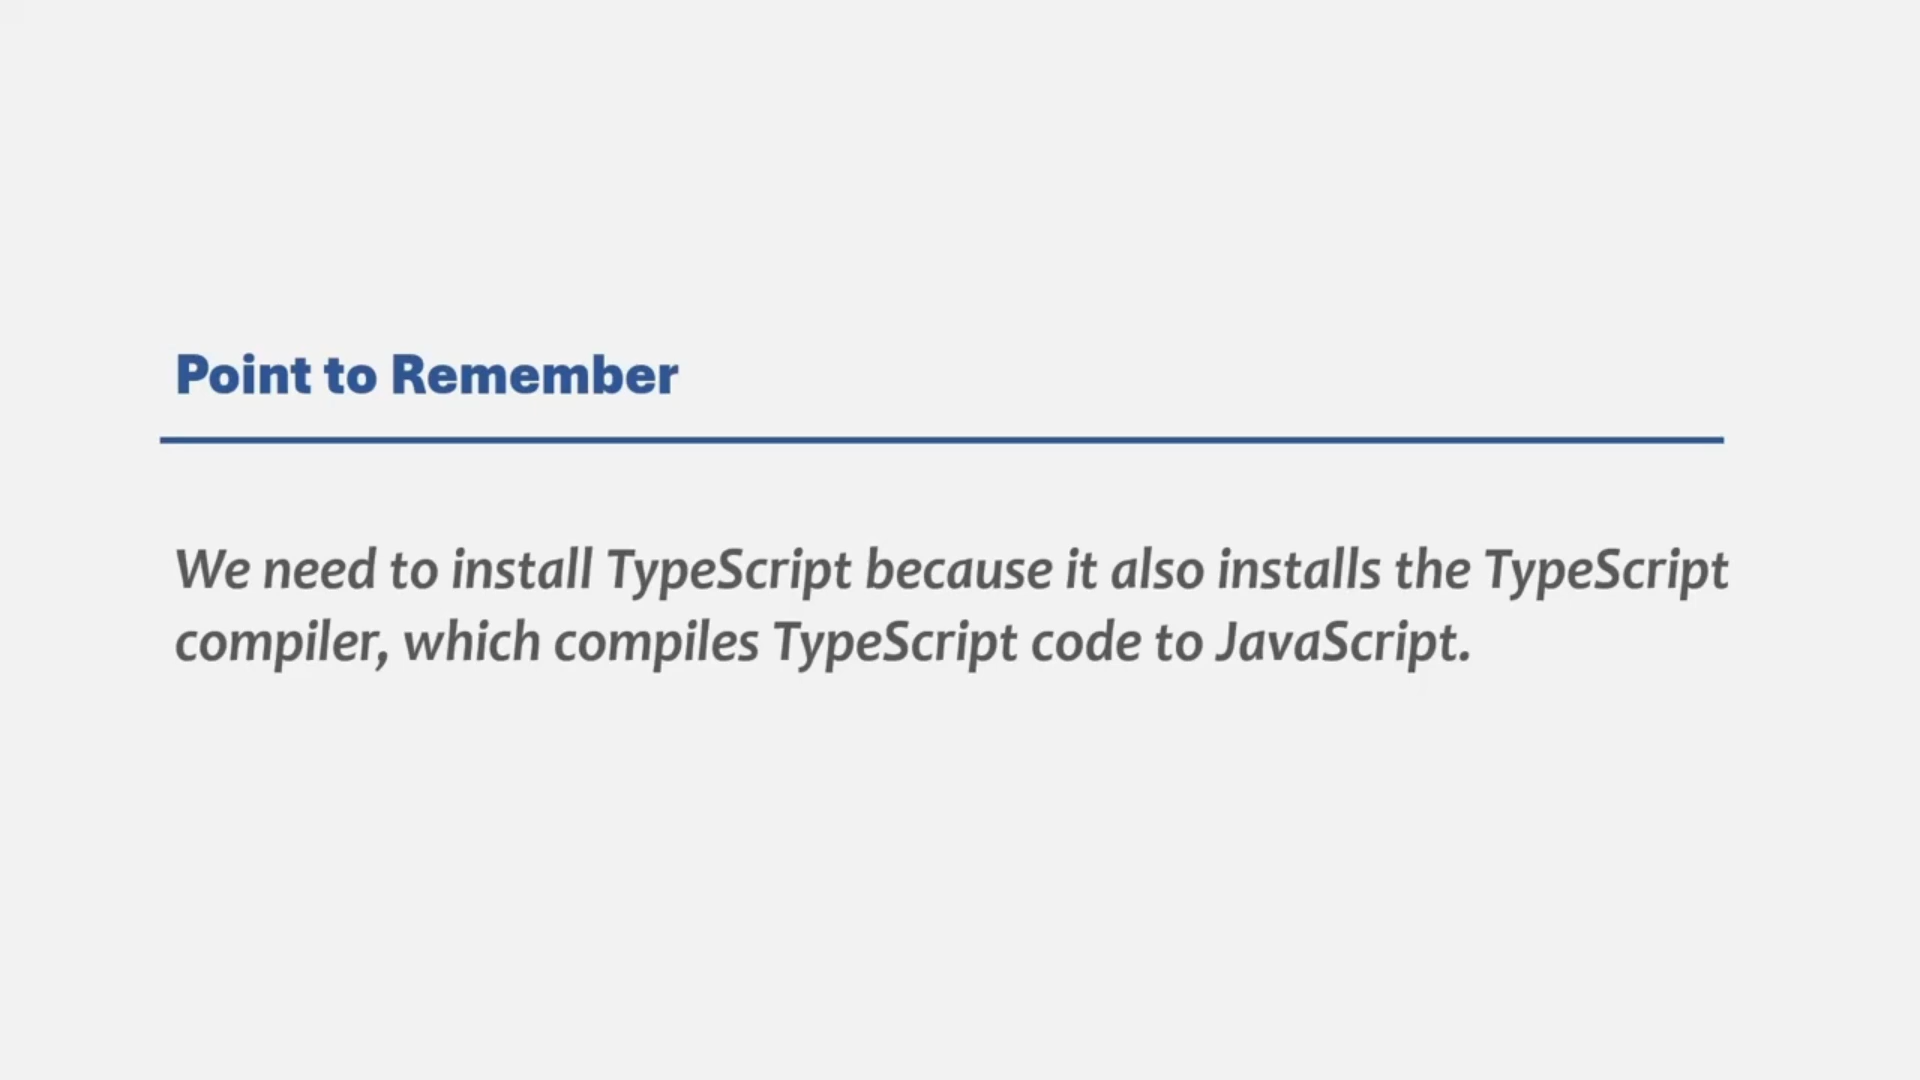 Point to Remember
We need to install TypeScript because it also installs the TypeScript
compiler, which compiles TypeScript code to JavaScript.